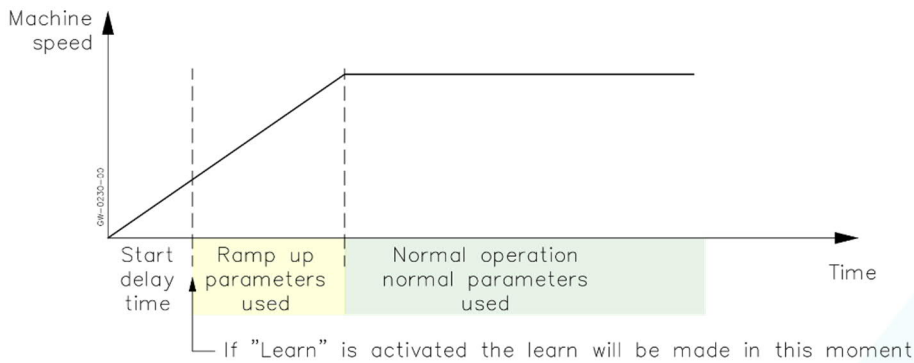 Machine
speed
GW-0230-00
Start
delay
time
Ramp up
parameters
used
Normal operation
normal parameters
used
Time
If "Learn" is activated the learn will be made in this moment